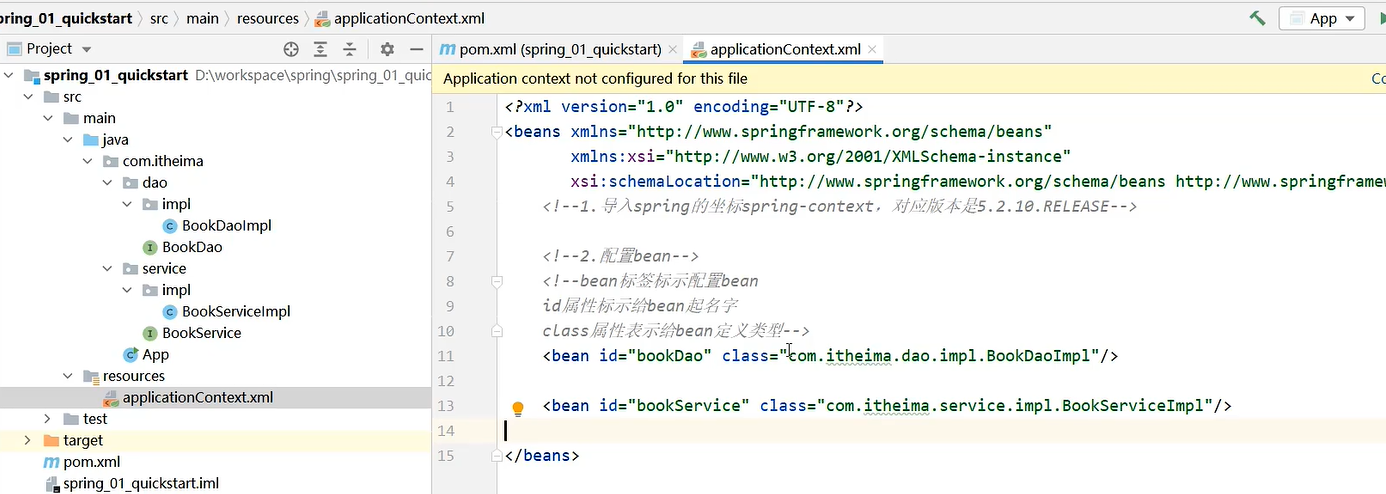 pring_01_quickstart src main resources applicationContext.xml App
Project
pom.xml (spring_01_quickstart) applicationContext.xml
spring_01_quickstart D:\workspace\spring\spring_01_quic
src
main
java
com.itheima
dao
impl
BookDaoImpl
BookDao
service
impl
BookServiceImpl
BookService
App
resources
applicationContext.xml
test
target
pom.xml
spring_01_quickstart.iml
Application context not configured for this file Co
1 <?xml version="1.0" encoding="UTF-8"?>
2 <beans xmlns="http://www.springframework.org/schema/beans"
3 xmlns:xsi="http://www.w3.org/2001/XMLSchema-instance"
4 xsi:schemaLocation="http://www.springframework.org/schema/beans http://www.springframew
5 <!--1.导入spring的坐标spring-context，对应版本是5.2.10.RELEASE-->
6
7 <!--2.配置bean-->
8 <!--bean标签标示配置bean
9 id属性标示给bean起名字
10 class属性表示给bean定义类型-->
11 <bean id="bookDao" class="com.itheima.dao.impl.BookDaoImpl"/>
12
13 <bean id="bookService" class="com.itheima.service.impl.BookServiceImpl"/>
14
15 </beans>